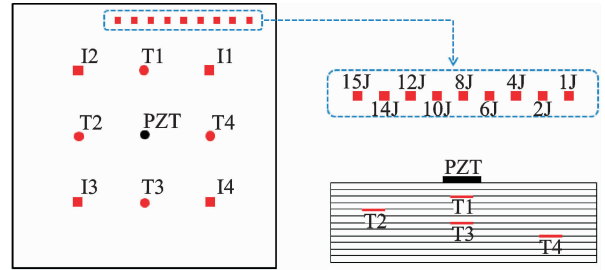 I2 T1 I1
T2 PZT T4
I3 T3 I4
15J 12J 8J 4J 1J
14J 10J 6J 2J
PZT
T1
T2 T3
T4